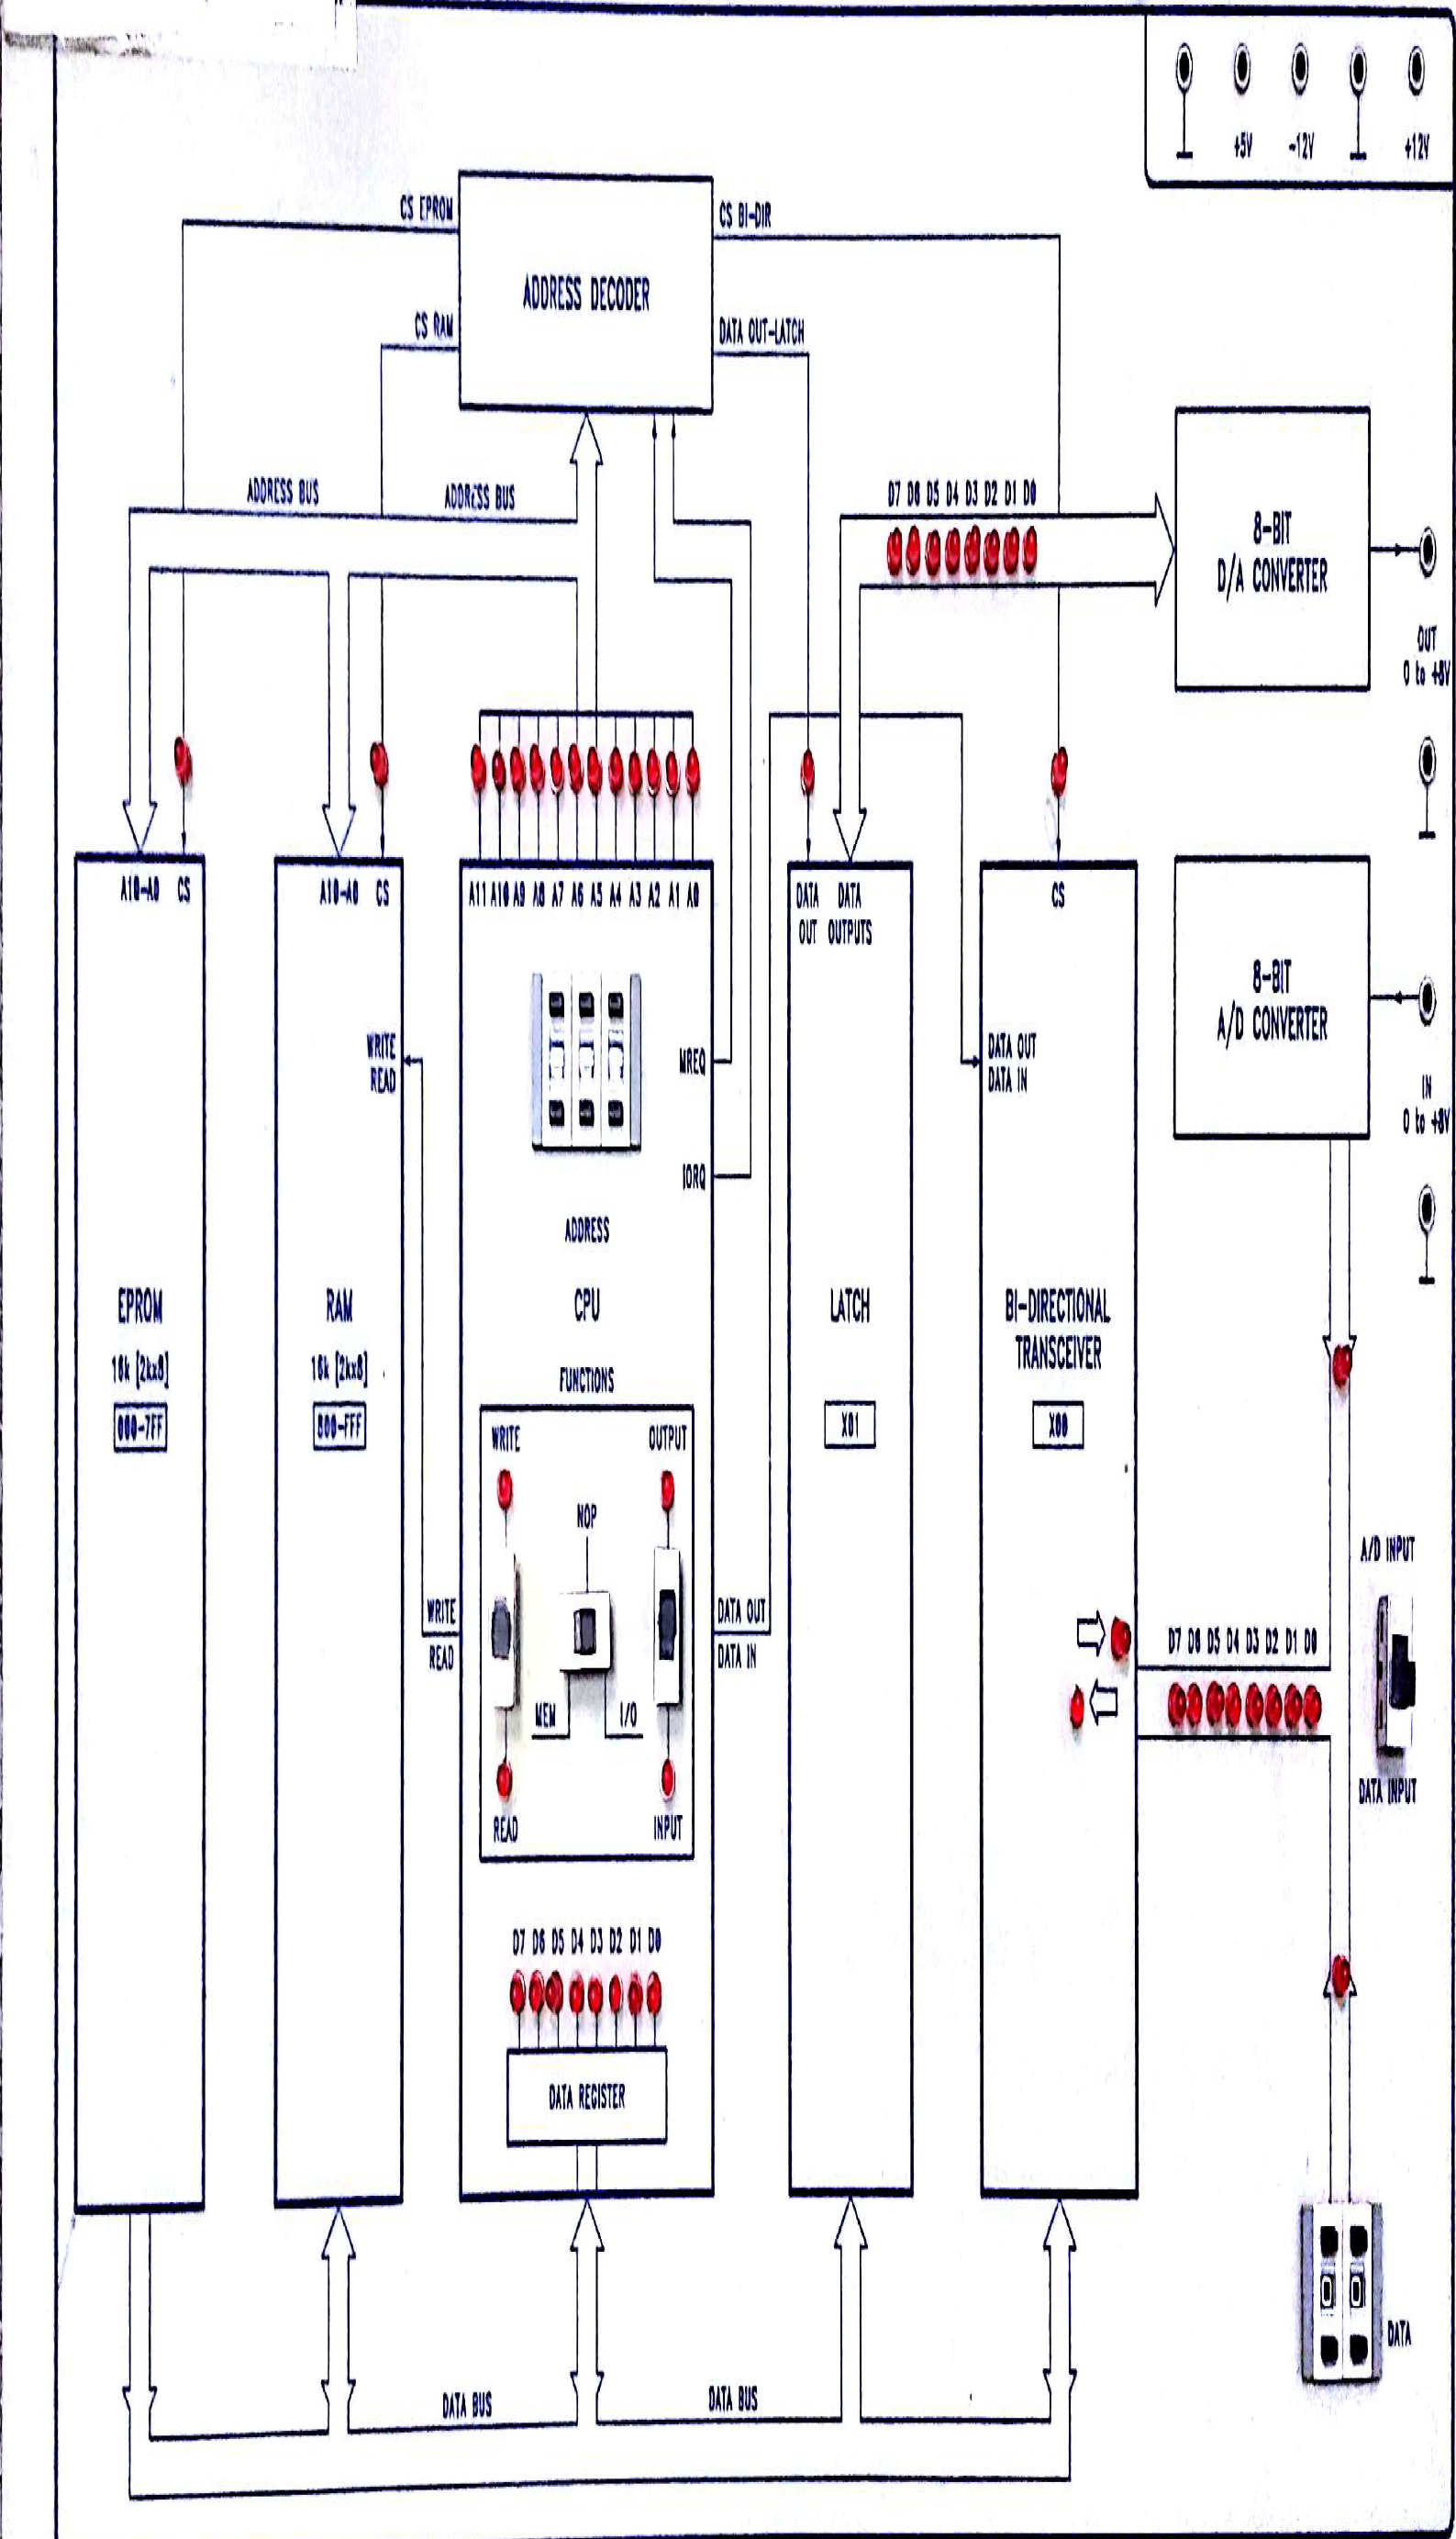 +5V -12V +12V
CS EPROM
CS BI-DIR
ADDRESS DECODER
CS RAM
DATA OUT-LATCH
ADDRESS BUS
ADDRESS BUS
D7 D6 D5 D4 D3 D2 D1 D0
8-BIT
D/A CONVERTER
OUT
0 to +8V
A10-A0 CS
A10-A0 CS
A11 A10 A9 A8 A7 A6 A5 A4 A3 A2 A1 A0
DATA
OUT
DATA
OUTPUTS
CS
8-BIT
A/D CONVERTER
WRITE
READ
MREQ
DATA OUT
DATA IN
IN
0 to +8V
IORQ
ADDRESS
EPROM
16k [2kx8]
000-7FF
RAM
16k [2kx8]
800-FFF
CPU
FUNCTIONS
LATCH
X01
BI-DIRECTIONAL
TRANSCEIVER
X00
WRITE
OUTPUT
NOP
MEM
I/O
READ
INPUT
WRITE
READ
DATA OUT
DATA IN
A/D INPUT
D7 D6 D5 D4 D3 D2 D1 D0
DATA INPUT
D7 D6 D5 D4 D3 D2 D1 D0
DATA REGISTER
0 0
DATA
DATA BUS
DATA BUS